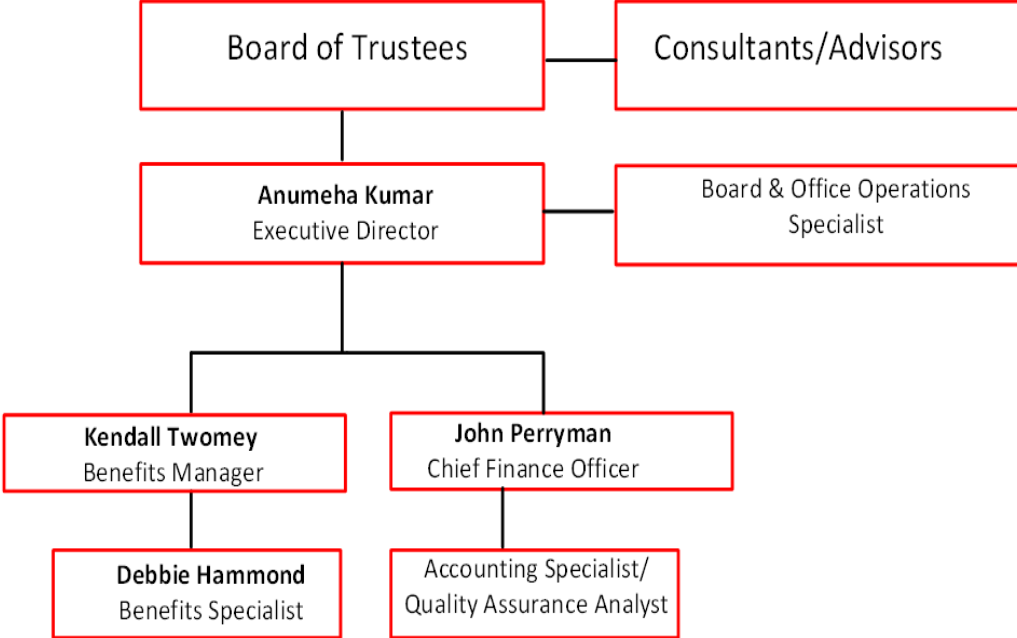 Board of Trustees
Consultants/Advisors
Anumeha Kumar
Executive Director
Board & Office Operations
Specialist
Kendall Twomey
Benefits Manager
John Perryman
Chief Finance Officer
Debbie Hammond
Benefits Specialist
Accounting Specialist/
Quality Assurance Analyst